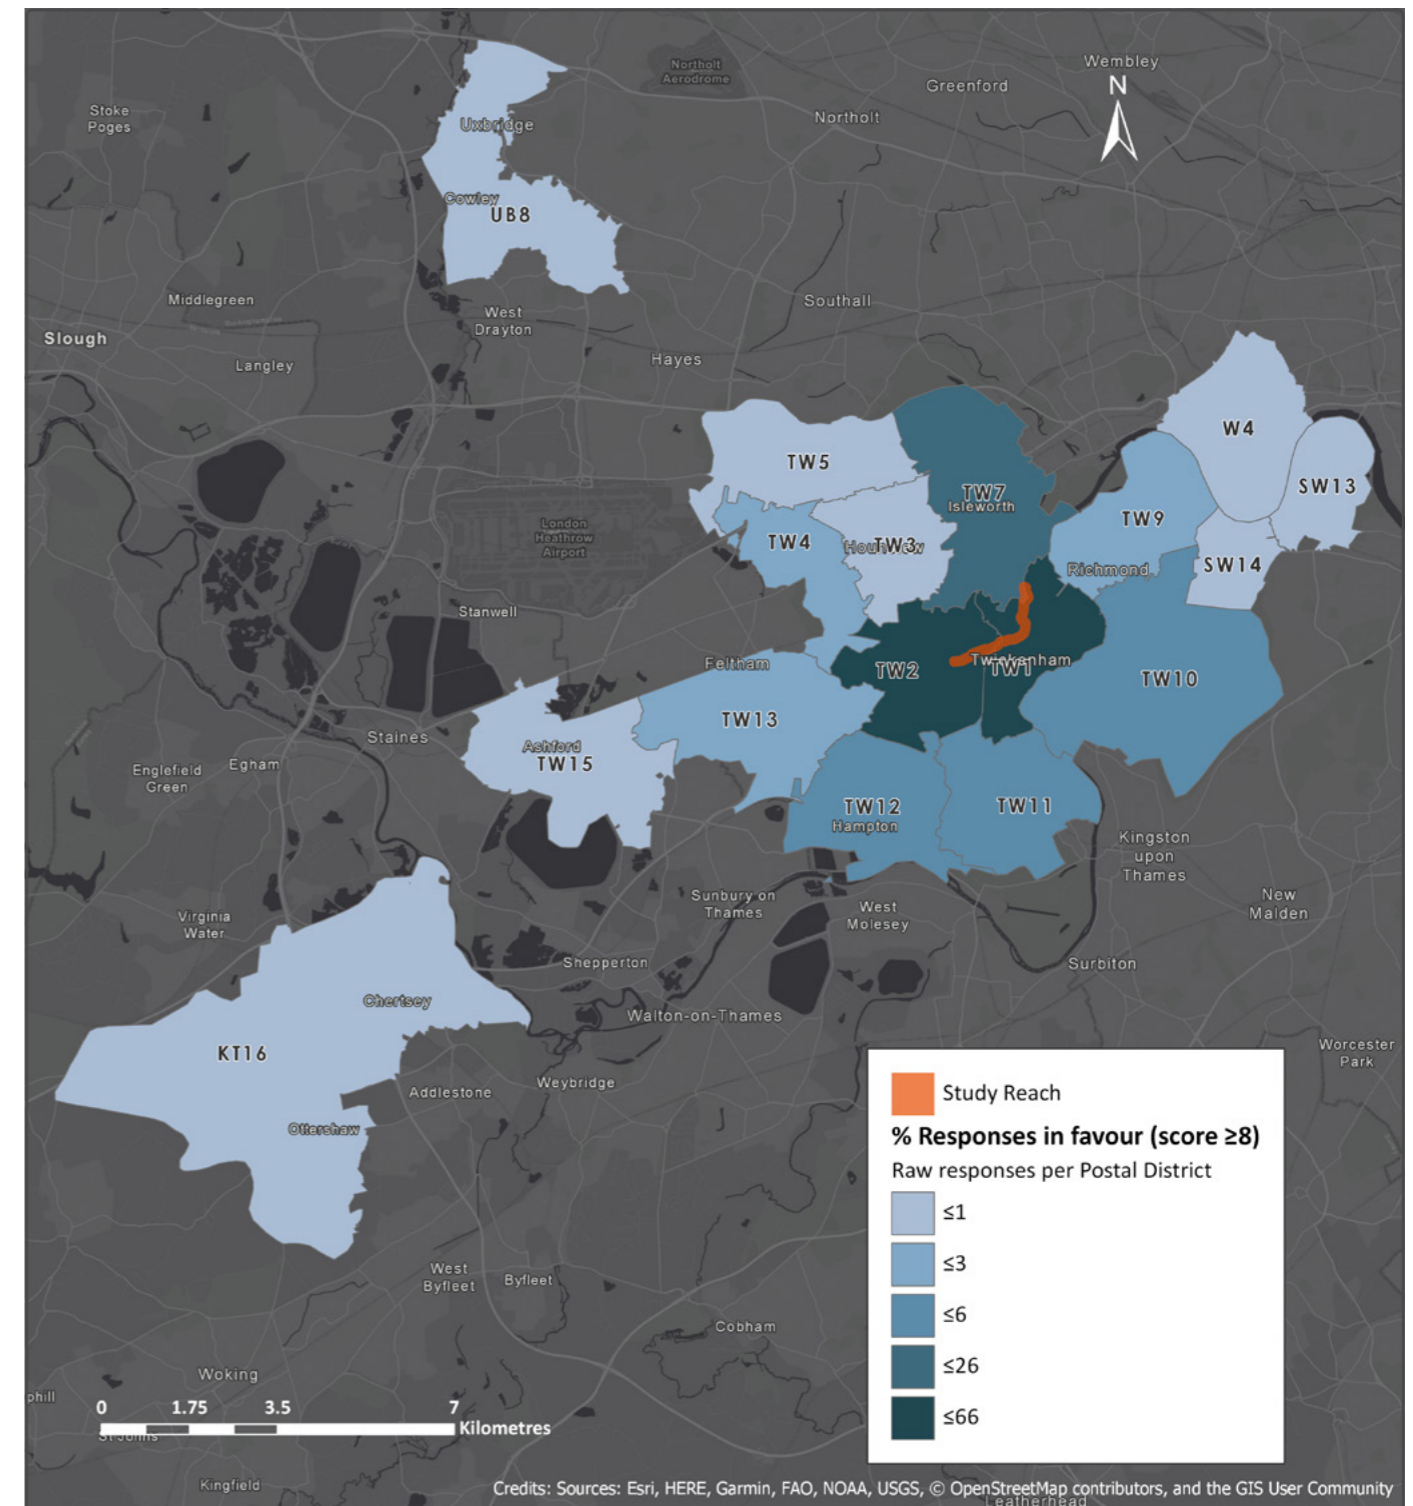 Wembley
N
Northolt
Aerodrome
Greenford
Stoke
Poges
Northolt
Uxbridge
Cowley
UB8
Middlegreen
Southall
West
Drayton
Slough
Hayes
Langley
W4
TW5
SW13
TW7
Isleworth
TW9
London
Heathrow
Airport
TW4
TW3
Richmond
SW14
Stanwell
Feltham
Twickenham
TW2
TW1
TW10
TW13
Staines
Ashford
TW15
Englefield
Green
Egham
TW12
Hampton
TW11
Kingston
upon
Thames
Sunbury on
Thames
West
Molesey
New
Malden
Virginia
Water
Shepperton
Surbiton
Chertsey
Walton-on-Thames
KT16
Worcester
Park
Addlestone
Weybridge
Ottershaw
Study Reach
% Responses in favour (score ≥8)
Raw responses per Postal District
≤1
≤3
≤6
≤26
≤66
West
Byfleet
Byfleet
Cobham
Woking
phill
0 1.75 3.5 7
Kilometres
St Johns
Kingfield
Credits: Sources: Esri, HERE, Garmin, FAO, NOAA, USGS, © OpenStreetMap contributors, and the GIS User Community
Leatherhead